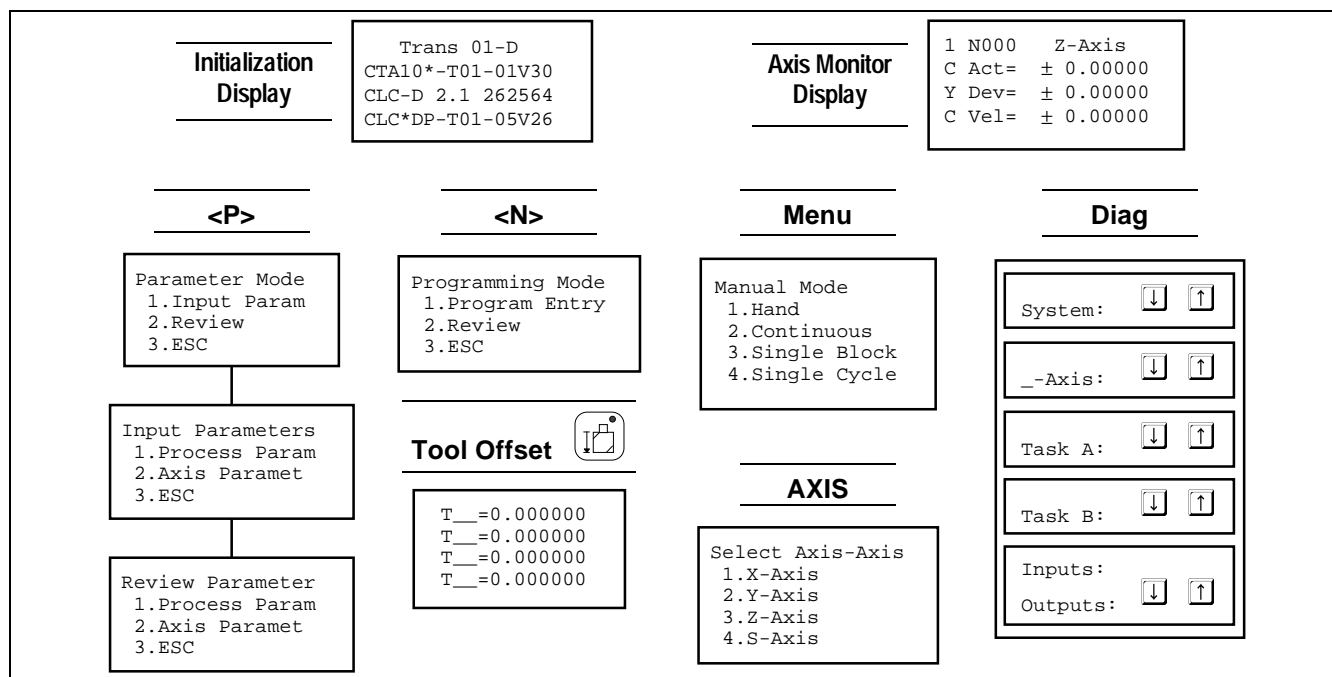 Initialization
Display
Trans 01-D
CTA10*-T01-01V30
CLC-D 2.1 262564
CLC*DP-T01-05V26
Axis Monitor
Display
1 N000 Z-Axis
C Act= ± 0.00000
Y Dev= ± 0.00000
C Vel= ± 0.00000
<P>
Parameter Mode
1.Input Param
2.Review
3.ESC
Input Parameters
1.Process Param
2.Axis Paramet
3.ESC
Review Parameter
1.Process Param
2.Axis Paramet
3.ESC
<N>
Programming Mode
1.Program Entry
2.Review
3.ESC
Tool Offset
T__=0.000000
T__=0.000000
T__=0.000000
T__=0.000000
Menu
Manual Mode
1.Hand
2.Continuous
3.Single Block
4.Single Cycle
AXIS
Select Axis-Axis
1.X-Axis
2.Y-Axis
3.Z-Axis
4.S-Axis
Diag
System: ↓ ↑
_-Axis: ↓ ↑
Task A: ↓ ↑
Task B: ↓ ↑
Inputs:
Outputs: ↓ ↑